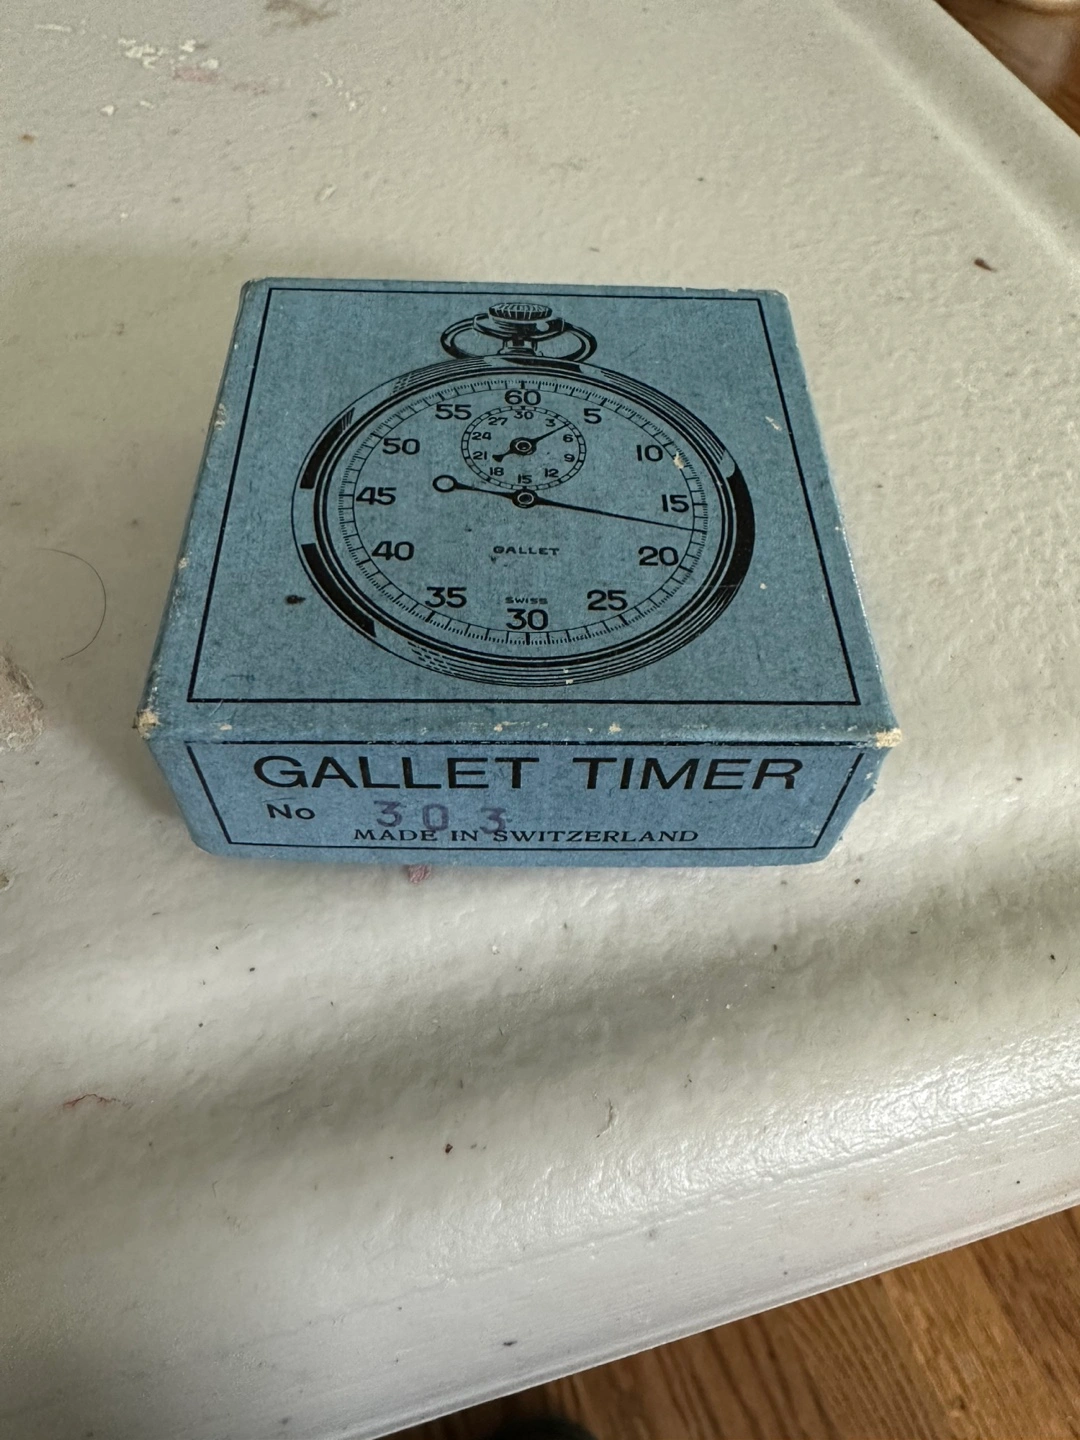 60
55 5
30
27 3
50 24 6 10
21 9
18 12
15
45 15
40 GALLET 20
35 SWISS 25
30
GALLET TIMER
No 303
MADE IN SWITZERLAND